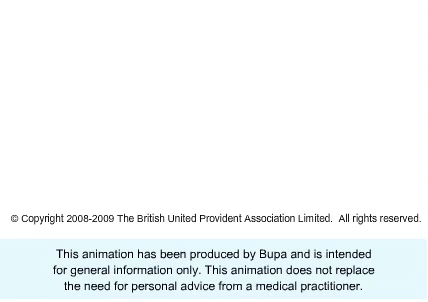 © Copyright 2008-2009 The British United Provident Association Limited.  All rights reserved.
This animation has been produced by Bupa and is intended
for general information only. This animation does not replace
the need for personal advice from a medical practitioner.